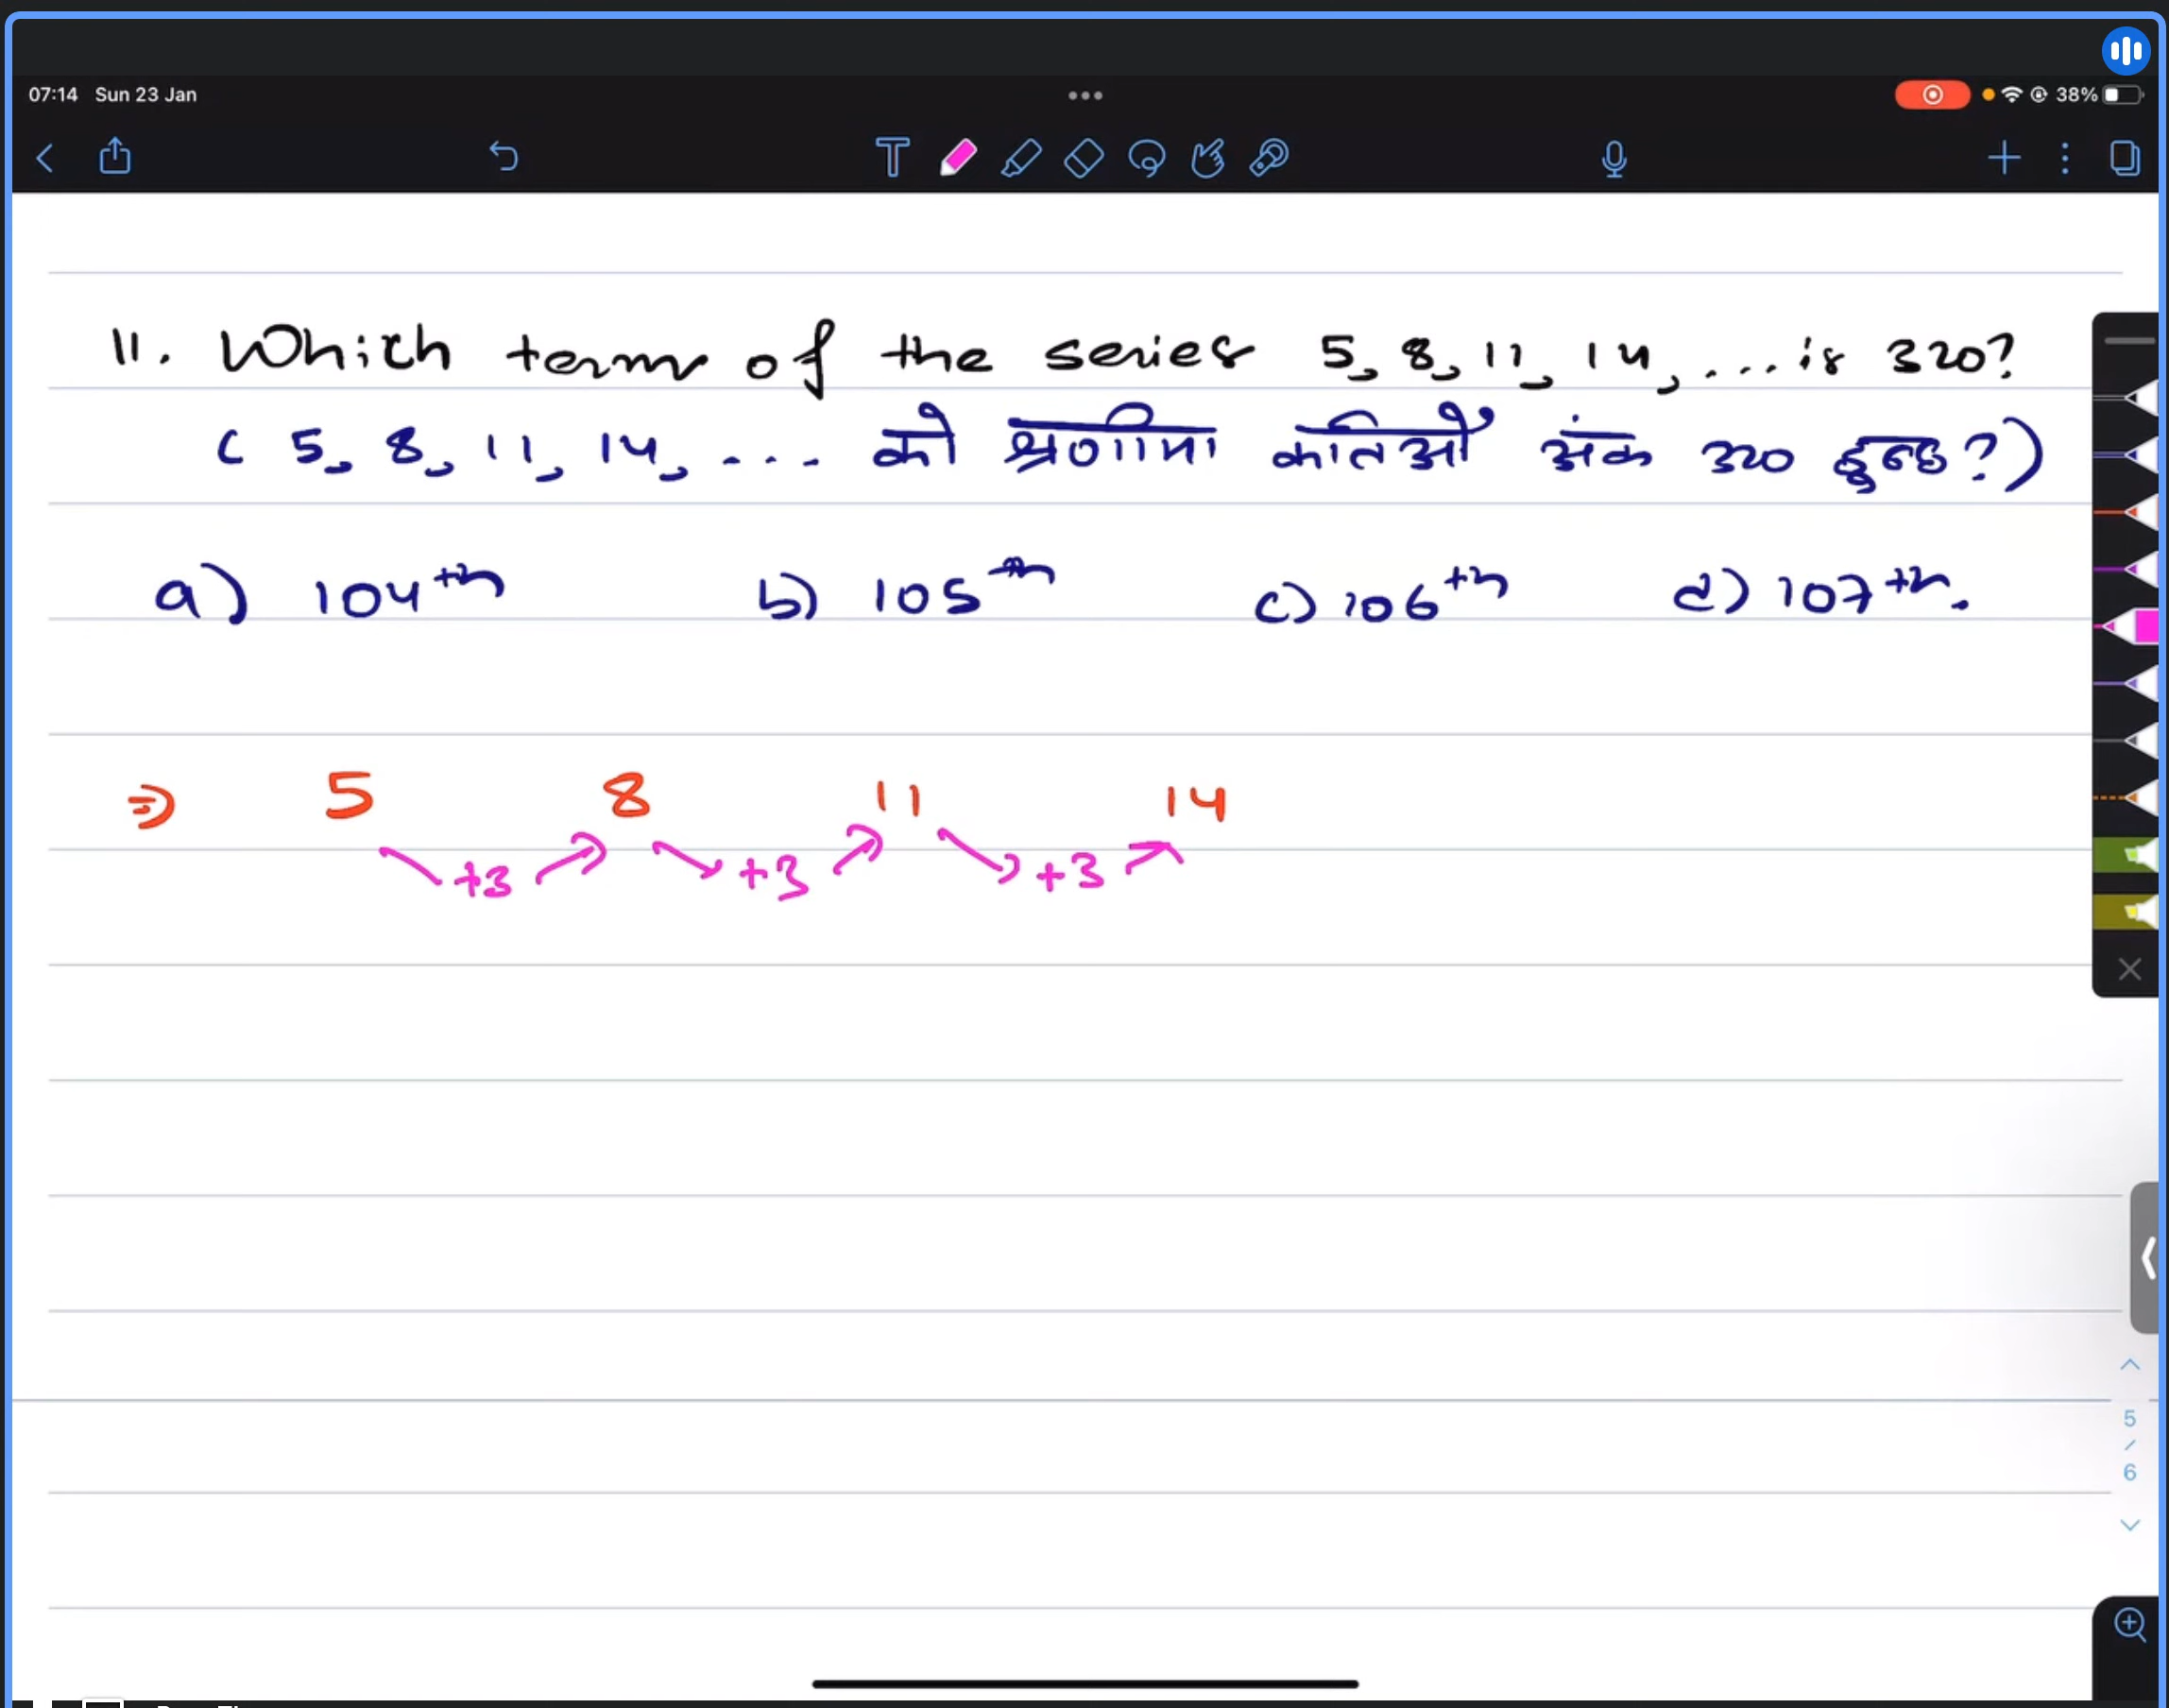 07:14 Sun 23 Jan
38%
11. Which term of the series 5, 8, 11, 14, ... is 320?
( 5, 8, 11, 14, ... को कतिऔं अंक 320 हुन्छ?)
a) 104th b) 105th c) 106th d) 107th.
⇒ 5 8 11 14
+3 +3 +3
5
/
6